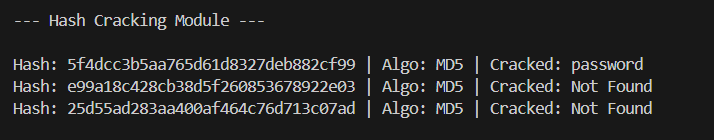 --- Hash Cracking Module ---
Hash: 5f4dcc3b5aa765d61d8327deb882cf99 | Algo: MD5 | Cracked: password
Hash: e99a18c428cb38d5f260853678922e03 | Algo: MD5 | Cracked: Not Found
Hash: 25d55ad283aa400af464c76d713c07ad | Algo: MD5 | Cracked: Not Found